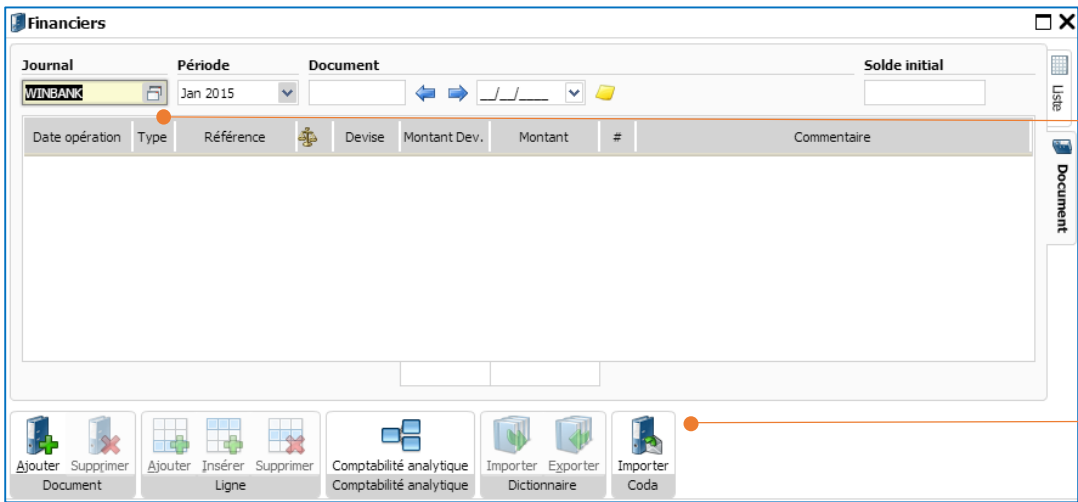 Financiers
Journal Période Document Solde initial
WINBANK Jan 2015 __/__/____
Date opération Type Référence Devise Montant Dev. Montant # Commentaire
Liste
Document
Ajouter Supprimer Ajouter Insérer Supprimer Comptabilité analytique Importer Exporter Importer
Document Ligne Comptabilité analytique Dictionnaire Coda